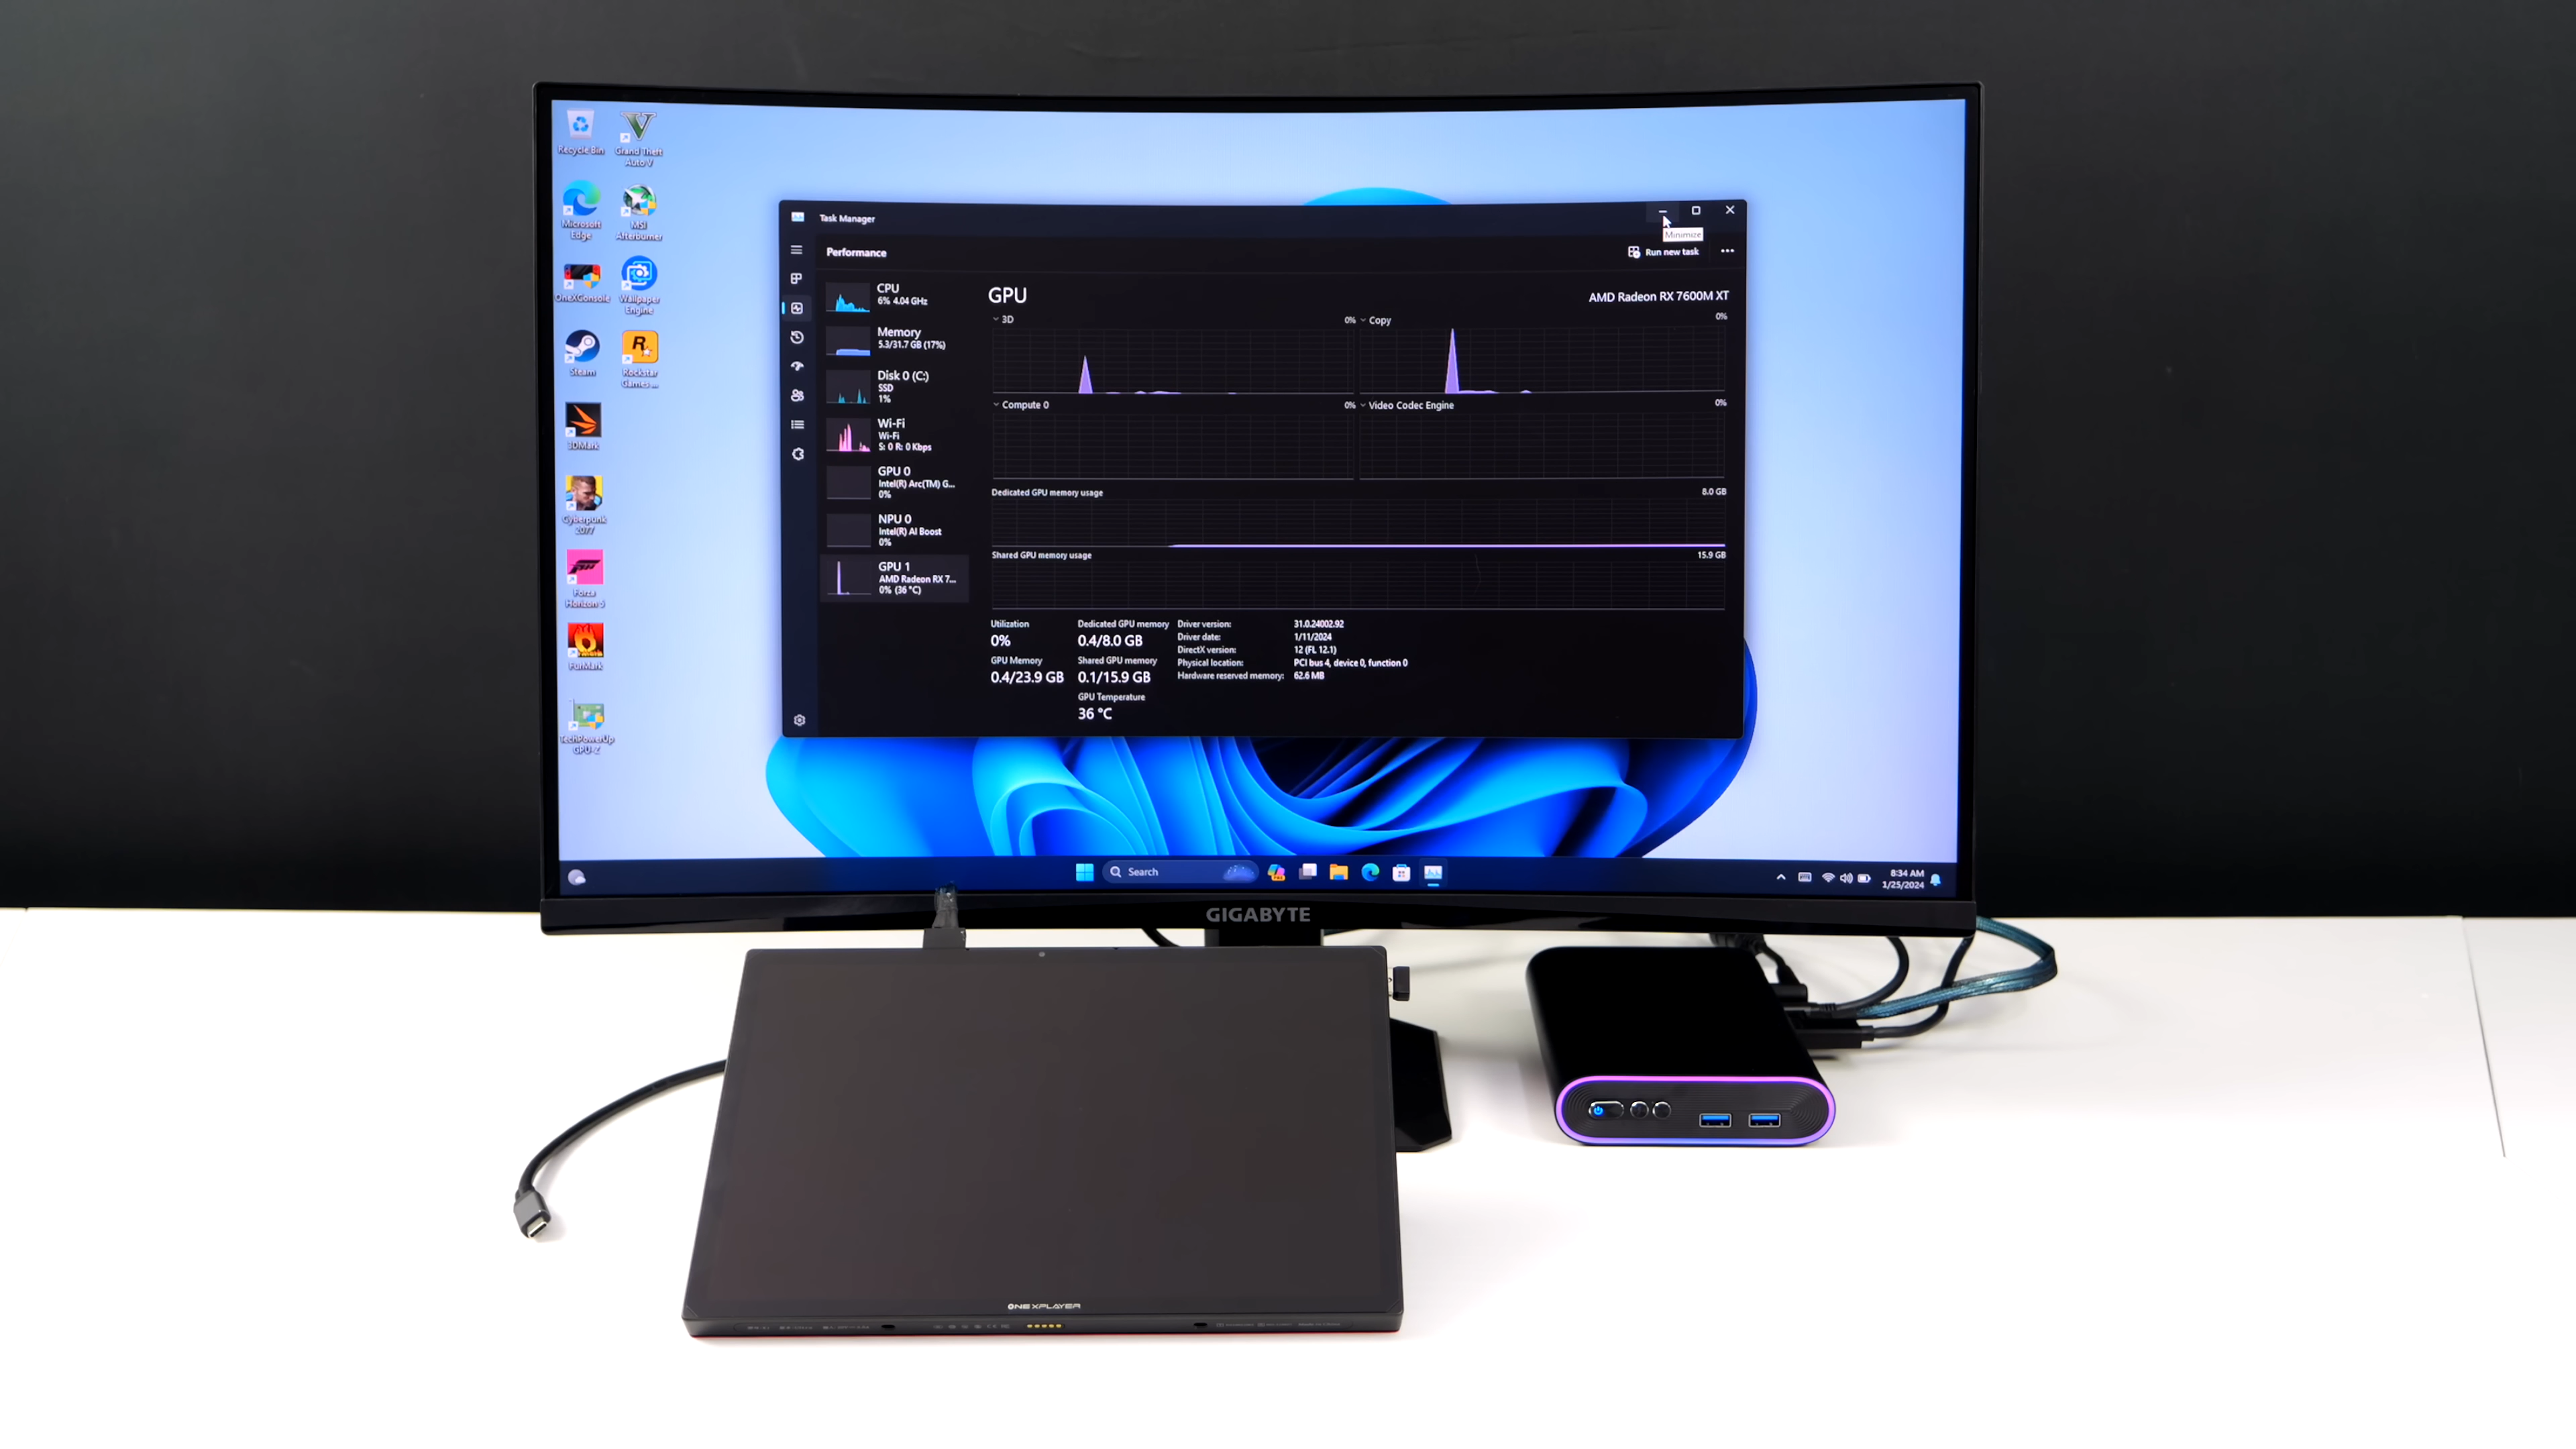 Recycle Bin
Grand Theft
Auto V
Microsoft
Edge
MSI
Afterburner
OneXConsole
Wallpaper
Engine
Steam
Rockstar
Games ...
3DMark
Cyberpunk
2077
Forza
Horizon 5
FurMark
TechPowerUp
GPU-Z
Task Manager
Minimize
Performance
Run new task
CPU
6% 4.04 GHz
Memory
5.3/31.7 GB (17%)
Disk 0 (C:)
SSD
1%
Wi-Fi
Wi-Fi
S: 0 R: 0 Kbps
GPU 0
Intel(R) Arc(TM) G...
0%
NPU 0
Intel(R) AI Boost
0%
GPU 1
AMD Radeon RX 7...
0% (36 °C)
GPU
AMD Radeon RX 7600M XT
3D
0%
Copy
0%
Compute 0
0%
Video Codec Engine
0%
Dedicated GPU memory usage
8.0 GB
Shared GPU memory usage
15.9 GB
Utilization
0%
Dedicated GPU memory
0.4/8.0 GB
GPU Memory
0.4/23.9 GB
Shared GPU memory
0.1/15.9 GB
GPU Temperature
36 °C
Driver version:
31.0.24002.92
Driver date:
1/11/2024
DirectX version:
12 (FL 12.1)
Physical location:
PCI bus 4, device 0, function 0
Hardware reserved memory:
62.6 MB
Search
8:34 AM
1/25/2024
GIGABYTE
ONEXPLAYER